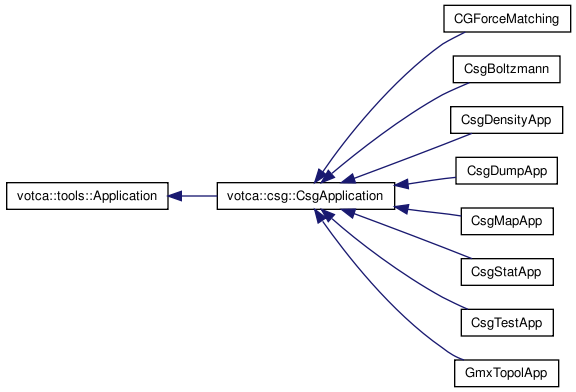 CGForceMatching
CsgBoltzmann
CsgDensityApp
CsgDumpApp
votca::tools::Application
votca::csg::CsgApplication
CsgMapApp
CsgStatApp
CsgTestApp
GmxTopolApp